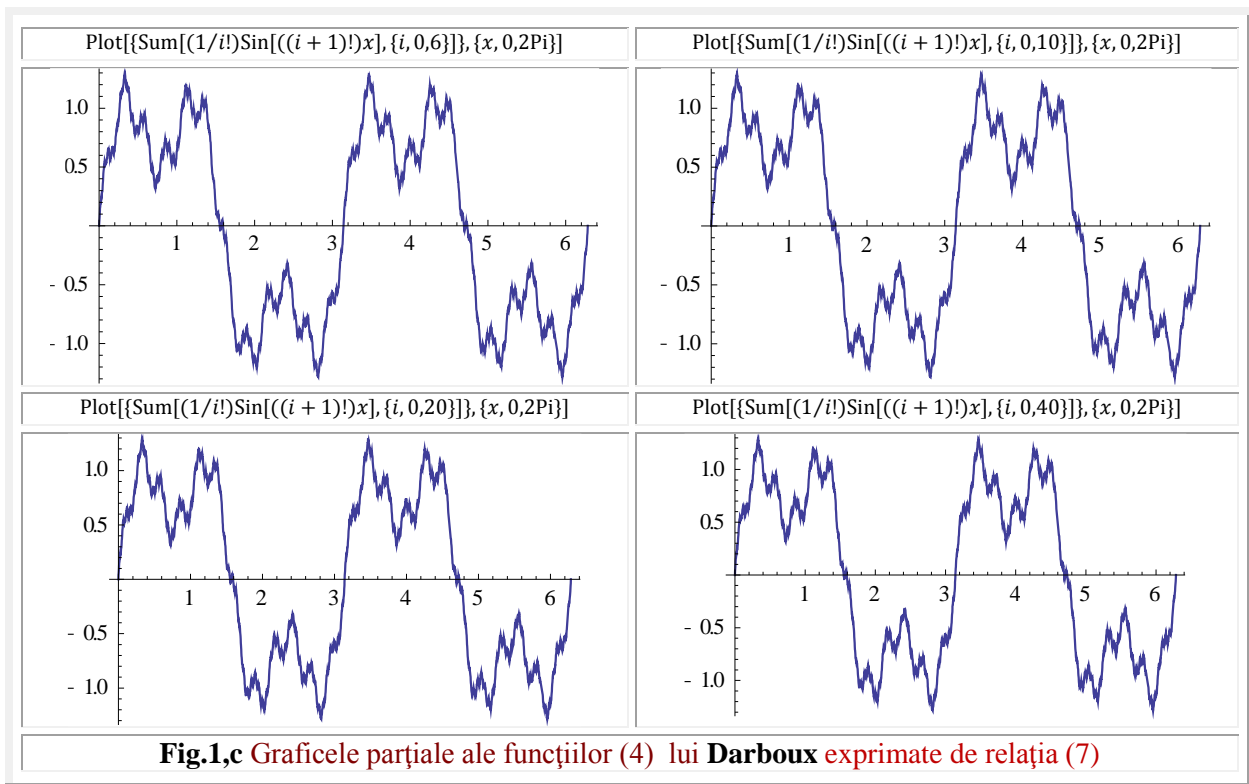 Plot[{Sum[(1/i!)Sin[((i + 1)!)x], {i, 0,6}]}, {x, 0,2Pi}]
1.0
0.5
- 0.5
- 1.0
1 2 3 4 5 6
Plot[{Sum[(1/i!)Sin[((i + 1)!)x], {i, 0,10}]}, {x, 0,2Pi}]
1.0
0.5
- 0.5
- 1.0
1 2 3 4 5 6
Plot[{Sum[(1/i!)Sin[((i + 1)!)x], {i, 0,20}]}, {x, 0,2Pi}]
1.0
0.5
- 0.5
- 1.0
1 2 3 4 5 6
Plot[{Sum[(1/i!)Sin[((i + 1)!)x], {i, 0,40}]}, {x, 0,2Pi}]
1.0
0.5
- 0.5
- 1.0
1 2 3 4 5 6
Fig.1,c Graficele parţiale ale funcţiilor (4) lui Darboux exprimate de relaţia (7)